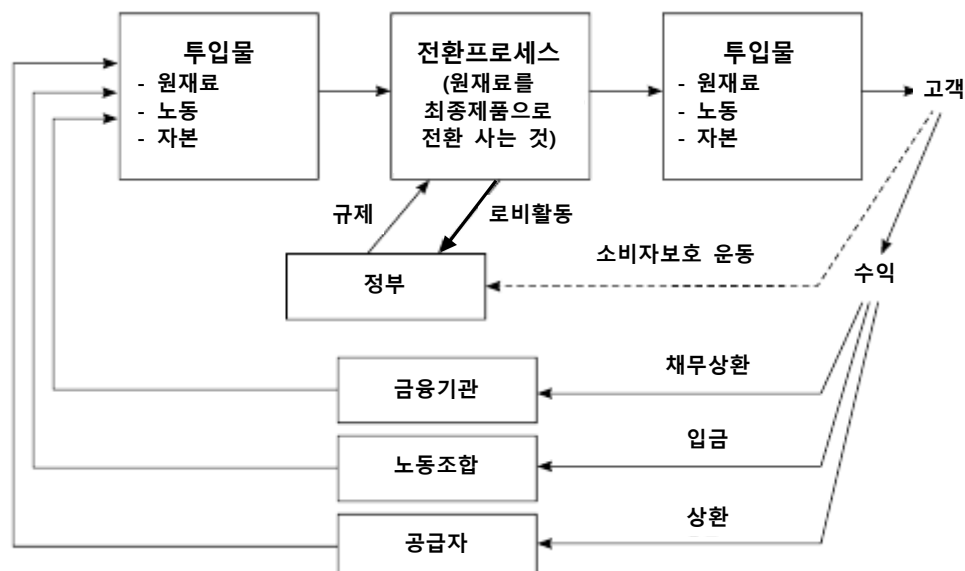 투입물
- 원재료
- 노동
- 자본
전환프로세스
(원재료를
최종제품으로
전환 사는 것)
투입물
- 원재료
- 노동
- 자본
고객
규제
로비활동
정부
소비자보호 운동
수익
금융기관
채무상환
노동조합
입금
공급자
상환